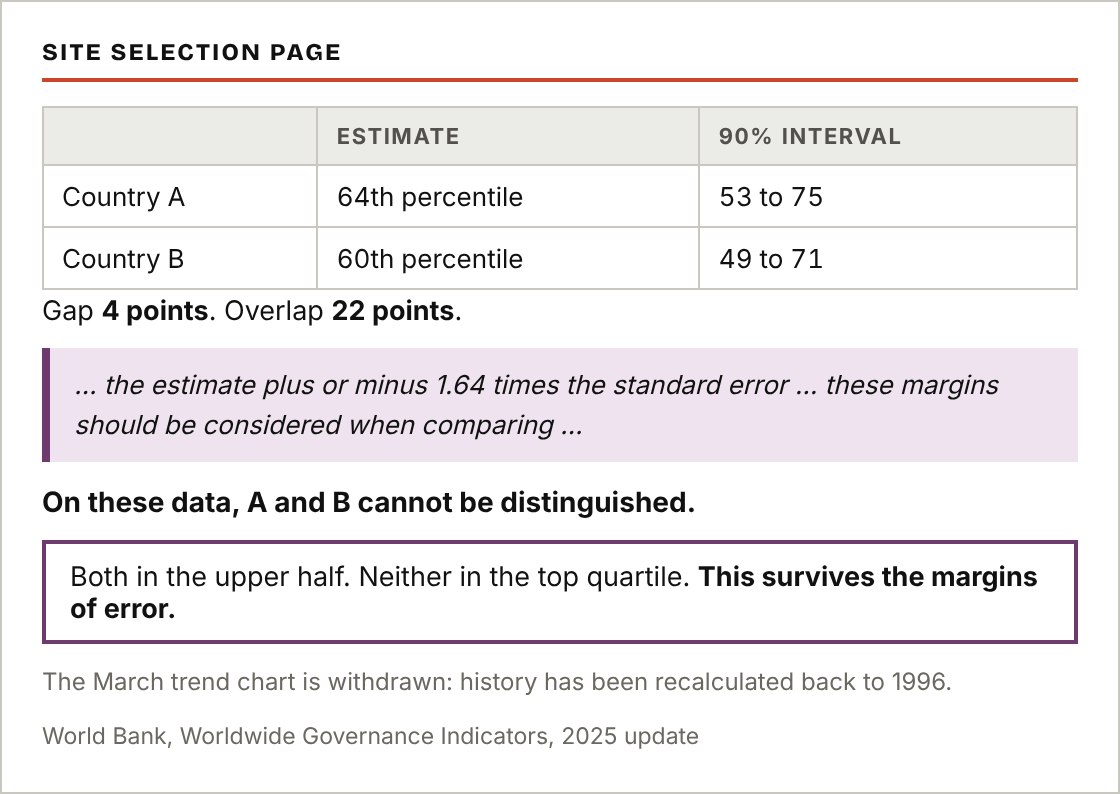 SITE SELECTION PAGE
ESTIMATE 90% INTERVAL
Country A 64th percentile 53 to 75
Country B 60th percentile 49 to 71
Gap 4 points. Overlap 22 points.
... the estimate plus or minus 1.64 times the standard error ... these margins
should be considered when comparing ...
On these data, A and B cannot be distinguished.
Both in the upper half. Neither in the top quartile. This survives the margins
of error.
The March trend chart is withdrawn: history has been recalculated back to 1996.
World Bank, Worldwide Governance Indicators, 2025 update